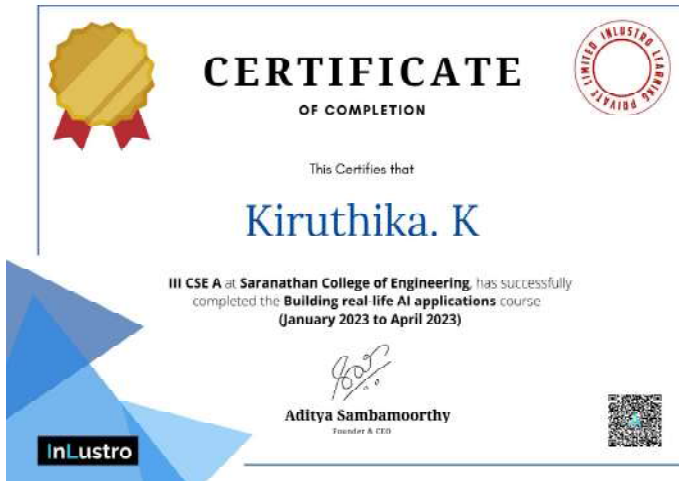 CERTIFICATE
OF COMPLETION
INLUSTRO LEARNING PRIVATE LIMITED
This Certifies that
Kiruthika. K
III CSE A at Saranathan College of Engineering, has successfully
completed the Building real-life AI applications course
(January 2023 to April 2023)
Aditya Sambamoorthy
Founder & CEO
InLustro